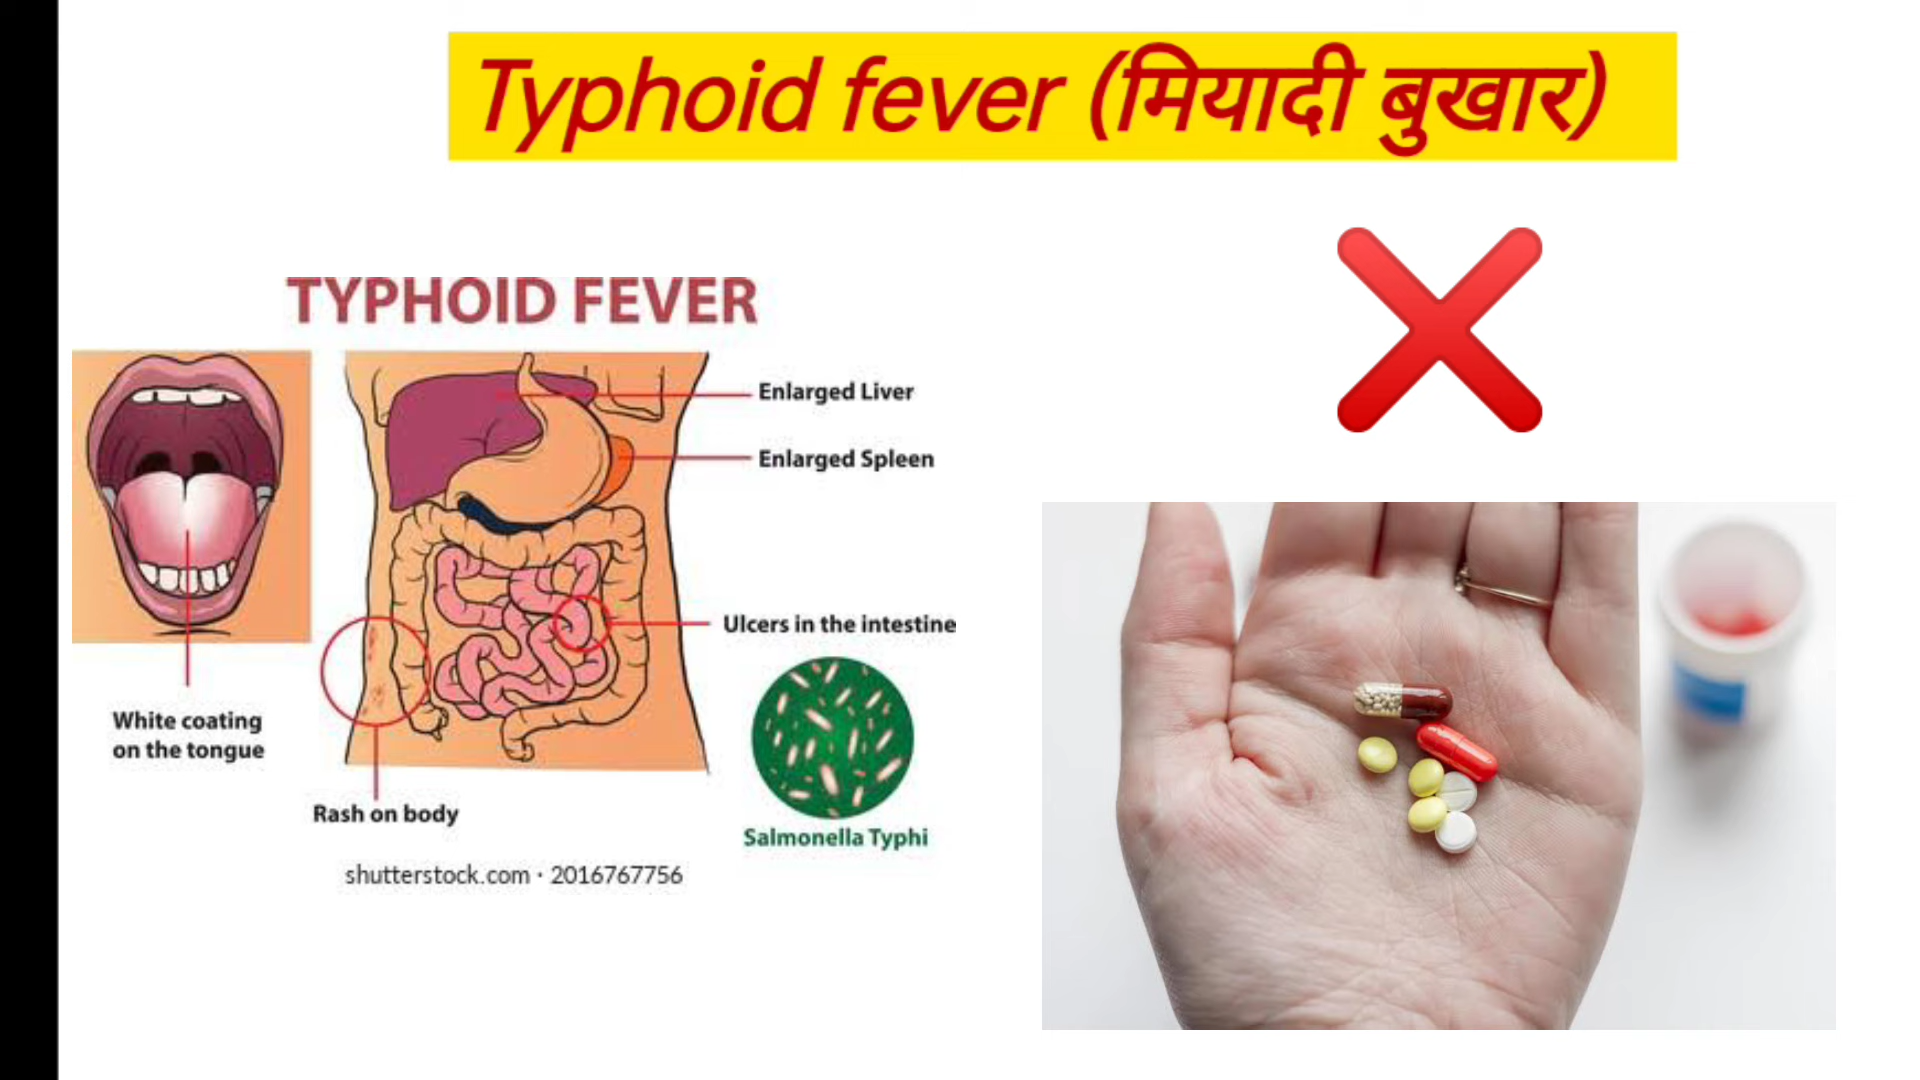 Typhoid fever (मियादी बुखार)
TYPHOID FEVER
Enlarged Liver
Enlarged Spleen
Ulcers in the intestine
White coating
on the tongue
Rash on body
Salmonella Typhi
shutterstock.com · 2016767756